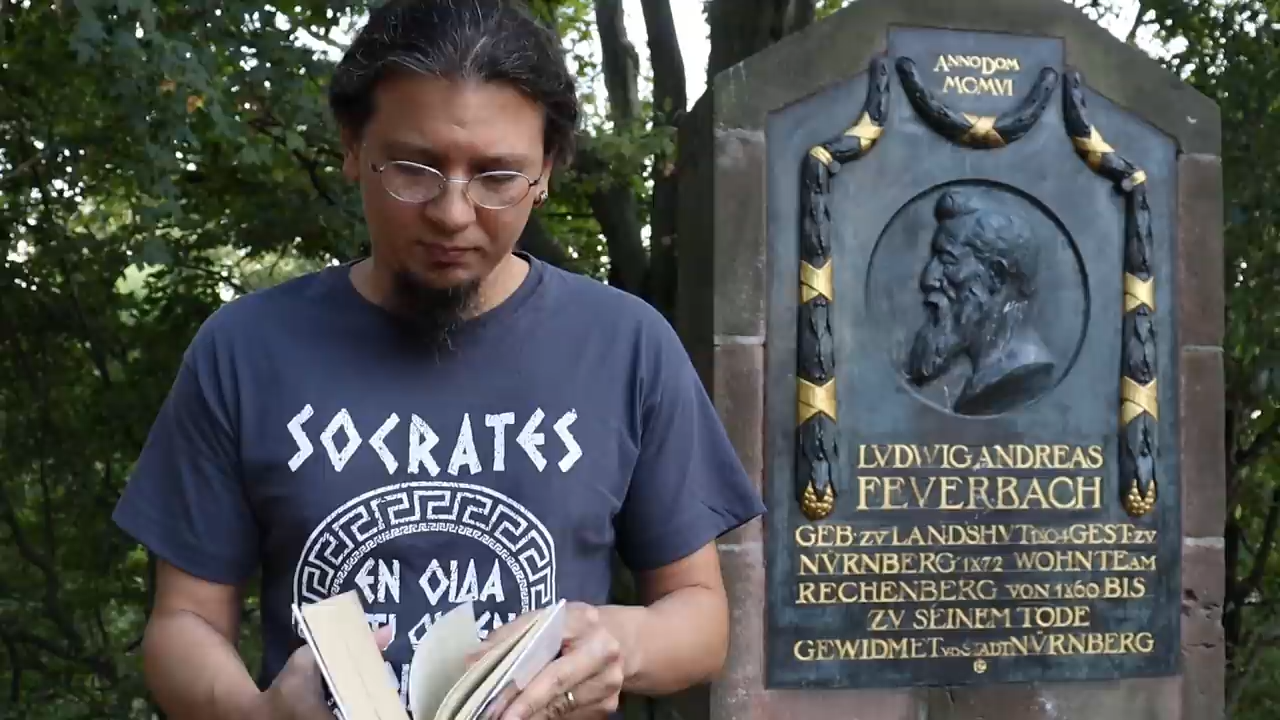 SOCRATES
EN OIΔA
ANNO DOM
MCMVI
LVDWIG ANDREAS
FEVERBACH
GEB·ZV LANDSHVT 1804 GEST·ZV
NVRNBERG 1872 WOHNTE AM
RECHENBERG VON 1860 BIS
ZV SEINEM TODE
GEWIDMET VD STADT NVRNBERG